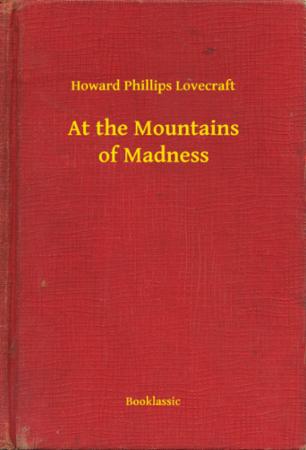 Howard Phillips Lovecraft
At the Mountains
of Madness
Booklassic